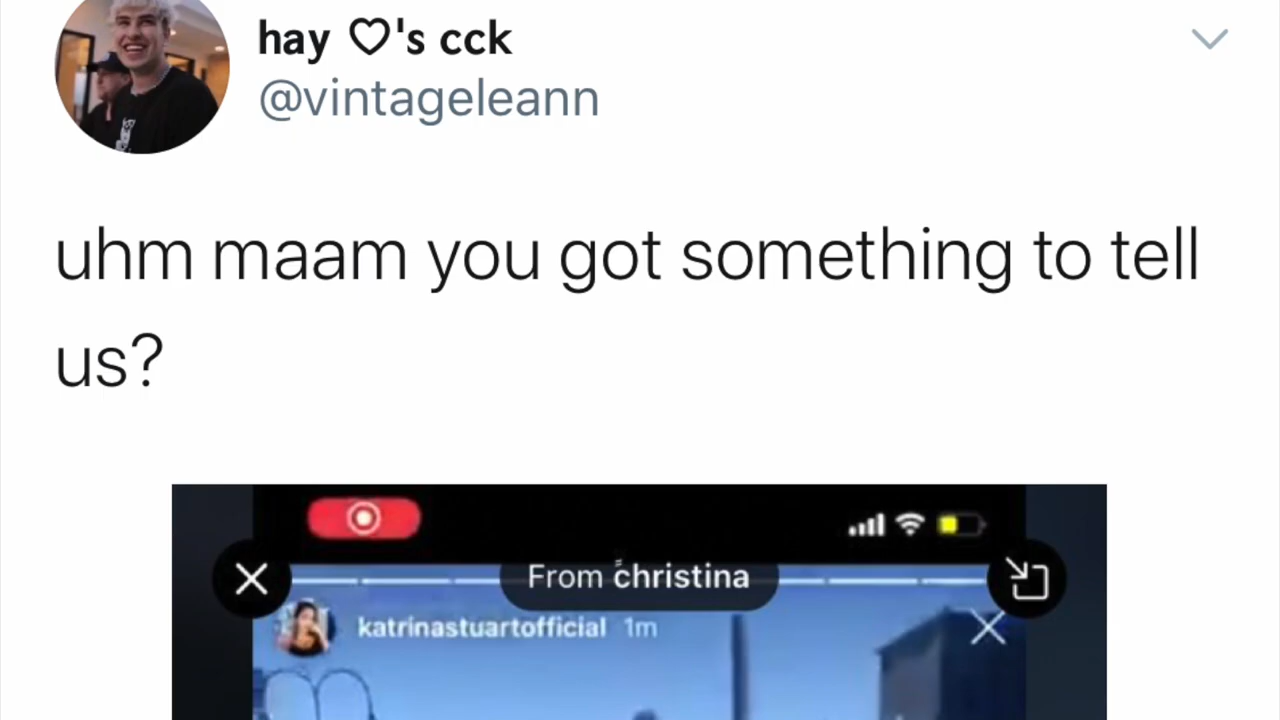 hay ♡'s cck
@vintageleann
uhm maam you got something to tell
us?
From christina
katrinastuartofficial 1m